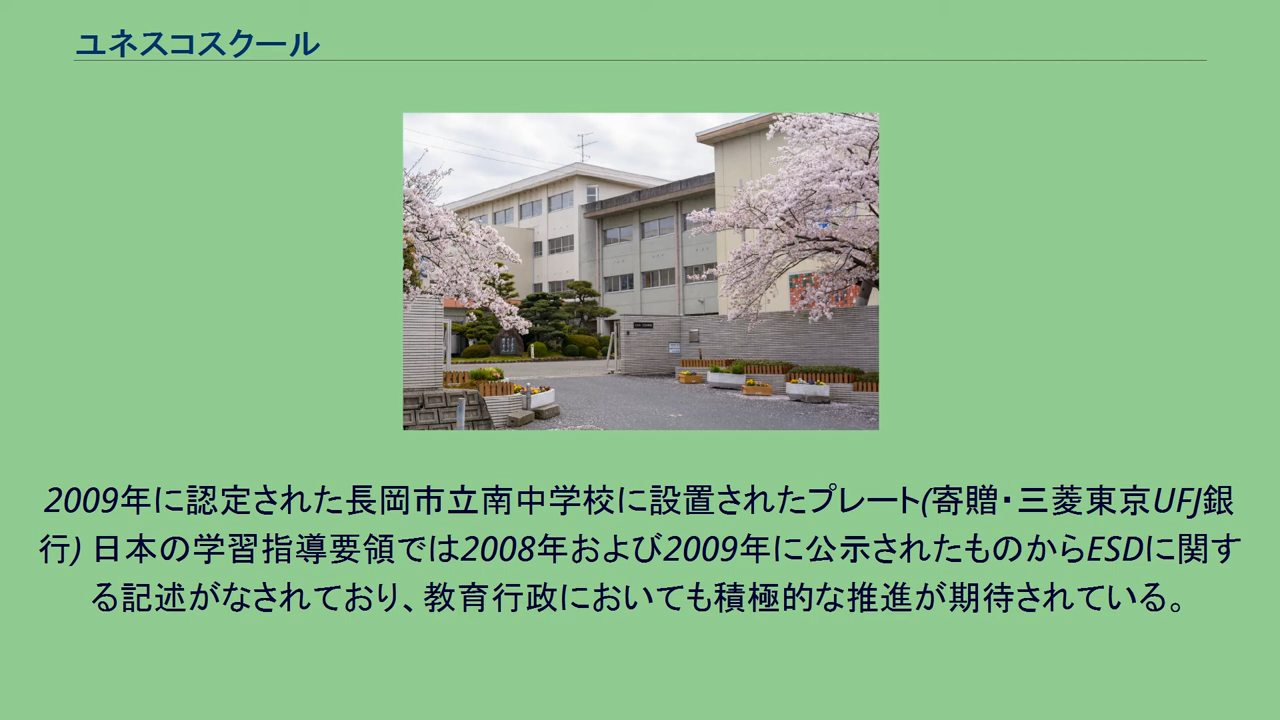 ユネスコスクール
2009年に認定された長岡市立南中学校に設置されたプレート(寄贈・三菱東京UFJ銀
行) 日本の学習指導要領では2008年および2009年に公示されたものからESDに関す
る記述がなされており、教育行政においても積極的な推進が期待されている。